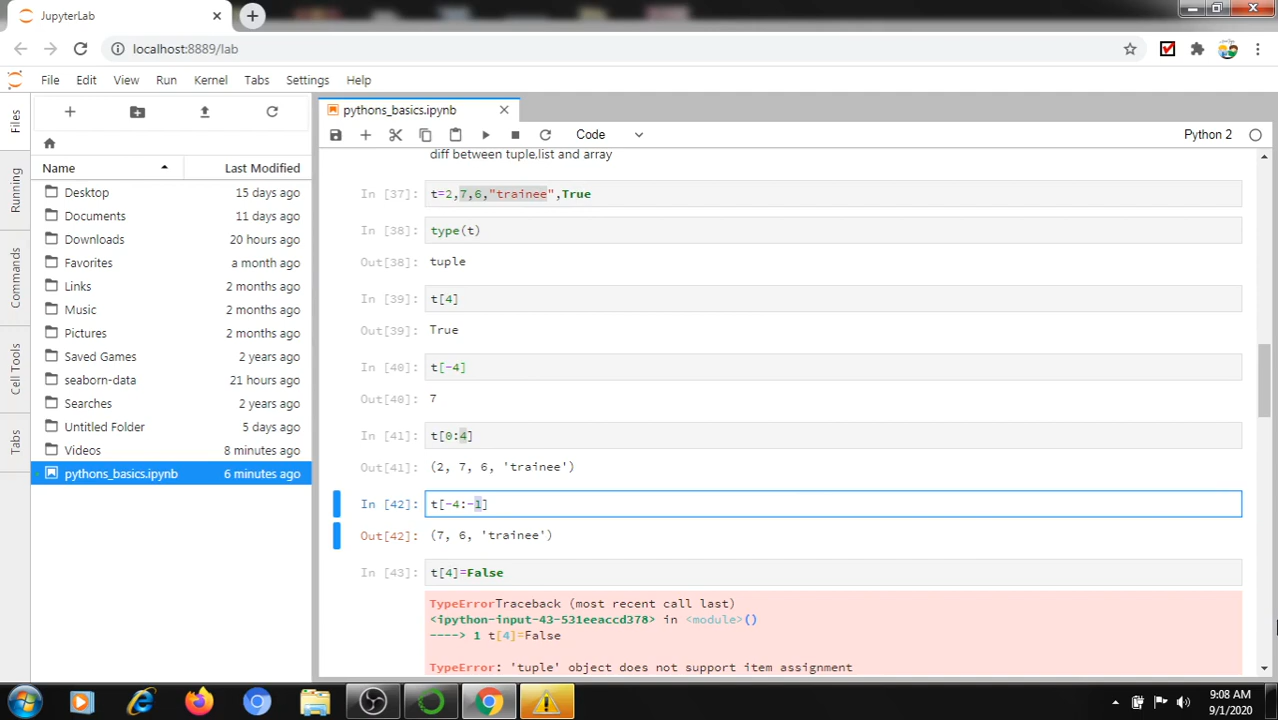 JupyterLab
localhost:8889/lab
File Edit View Run Kernel Tabs Settings Help
pythons_basics.ipynb
Code
Python 2
Files
Running
Commands
Cell Tools
Tabs
Name Last Modified
Desktop 15 days ago
Documents 11 days ago
Downloads 20 hours ago
Favorites a month ago
Links 2 months ago
Music 2 months ago
Pictures 2 months ago
Saved Games 2 years ago
seaborn-data 21 hours ago
Searches 2 years ago
Untitled Folder 5 days ago
Videos 8 minutes ago
pythons_basics.ipynb 6 minutes ago
diff between tuple,list and array
In [37]: t=2,7,6,"trainee",True
In [38]: type(t)
Out[38]: tuple
In [39]: t[4]
Out[39]: True
In [40]: t[-4]
Out[40]: 7
In [41]: t[0:4]
Out[41]: (2, 7, 6, 'trainee')
In [42]: t[-4:-1]
Out[42]: (7, 6, 'trainee')
In [43]: t[4]=False
TypeErrorTraceback (most recent call last)
<ipython-input-43-531eeaccd378> in <module>()
----> 1 t[4]=False
TypeError: 'tuple' object does not support item assignment
9:08 AM
9/1/2020